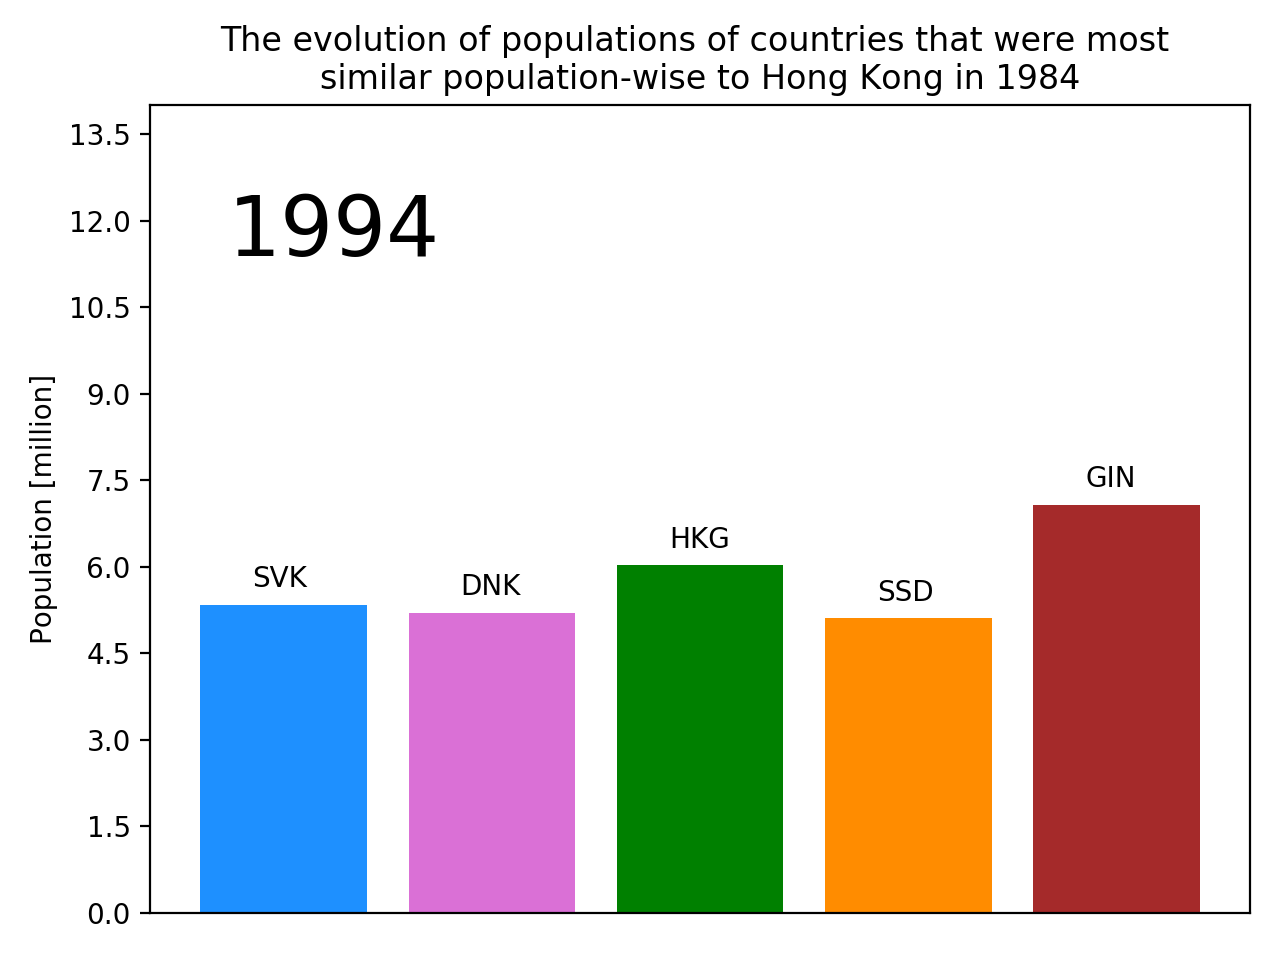 The evolution of populations of countries that were most
similar population-wise to Hong Kong in 1984
13.5
12.0
10.5
9.0
7.5
6.0
4.5
3.0
1.5
0.0
Population [million]
1994
SVK
DNK
HKG
SSD
GIN